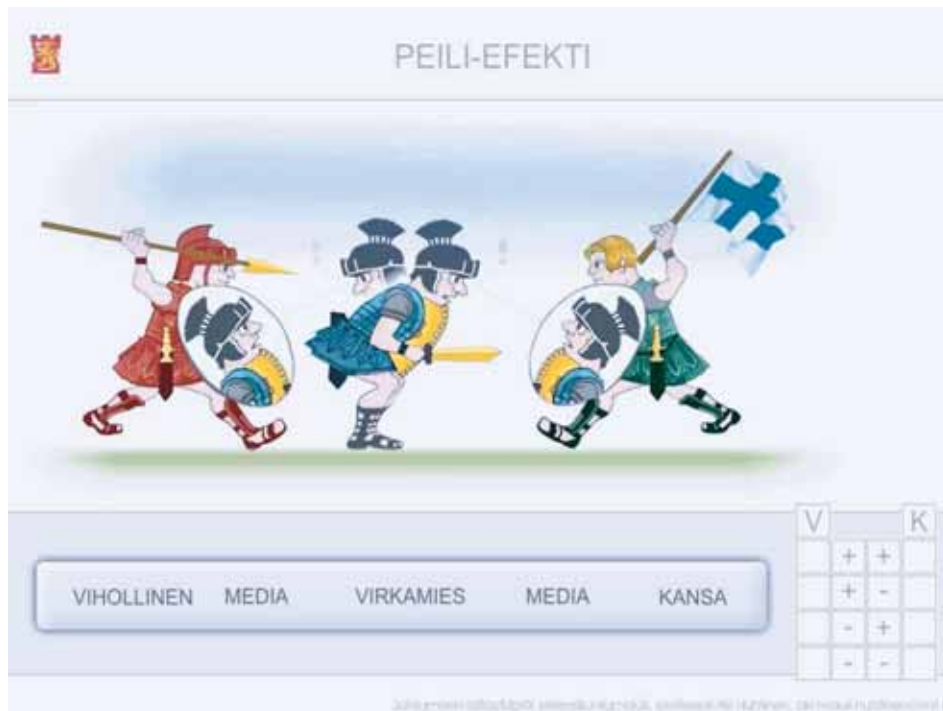 PEILI-EFEKTI
V K
+ +
VIHOLLINEN MEDIA VIRKAMIES MEDIA KANSA
+ -
- +
- -